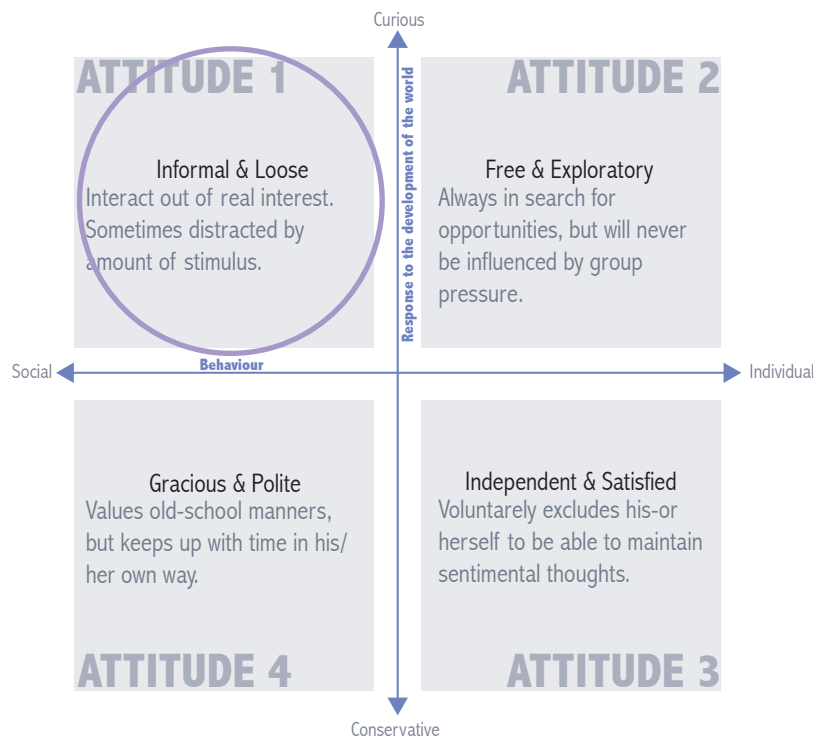 Curious
ATTITUDE 1
Informal & Loose
Interact out of real interest.
Sometimes distracted by
amount of stimulus.
Response to the development of the world
ATTITUDE 2
Free & Exploratory
Always in search for
opportunities, but will never
be influenced by group
pressure.
Social
Behaviour
Individual
Gracious & Polite
Values old-school manners,
but keeps up with time in his/
her own way.
ATTITUDE 4
Independent & Satisfied
Voluntarely excludes his-or
herself to be able to maintain
sentimental thoughts.
ATTITUDE 3
Conservative